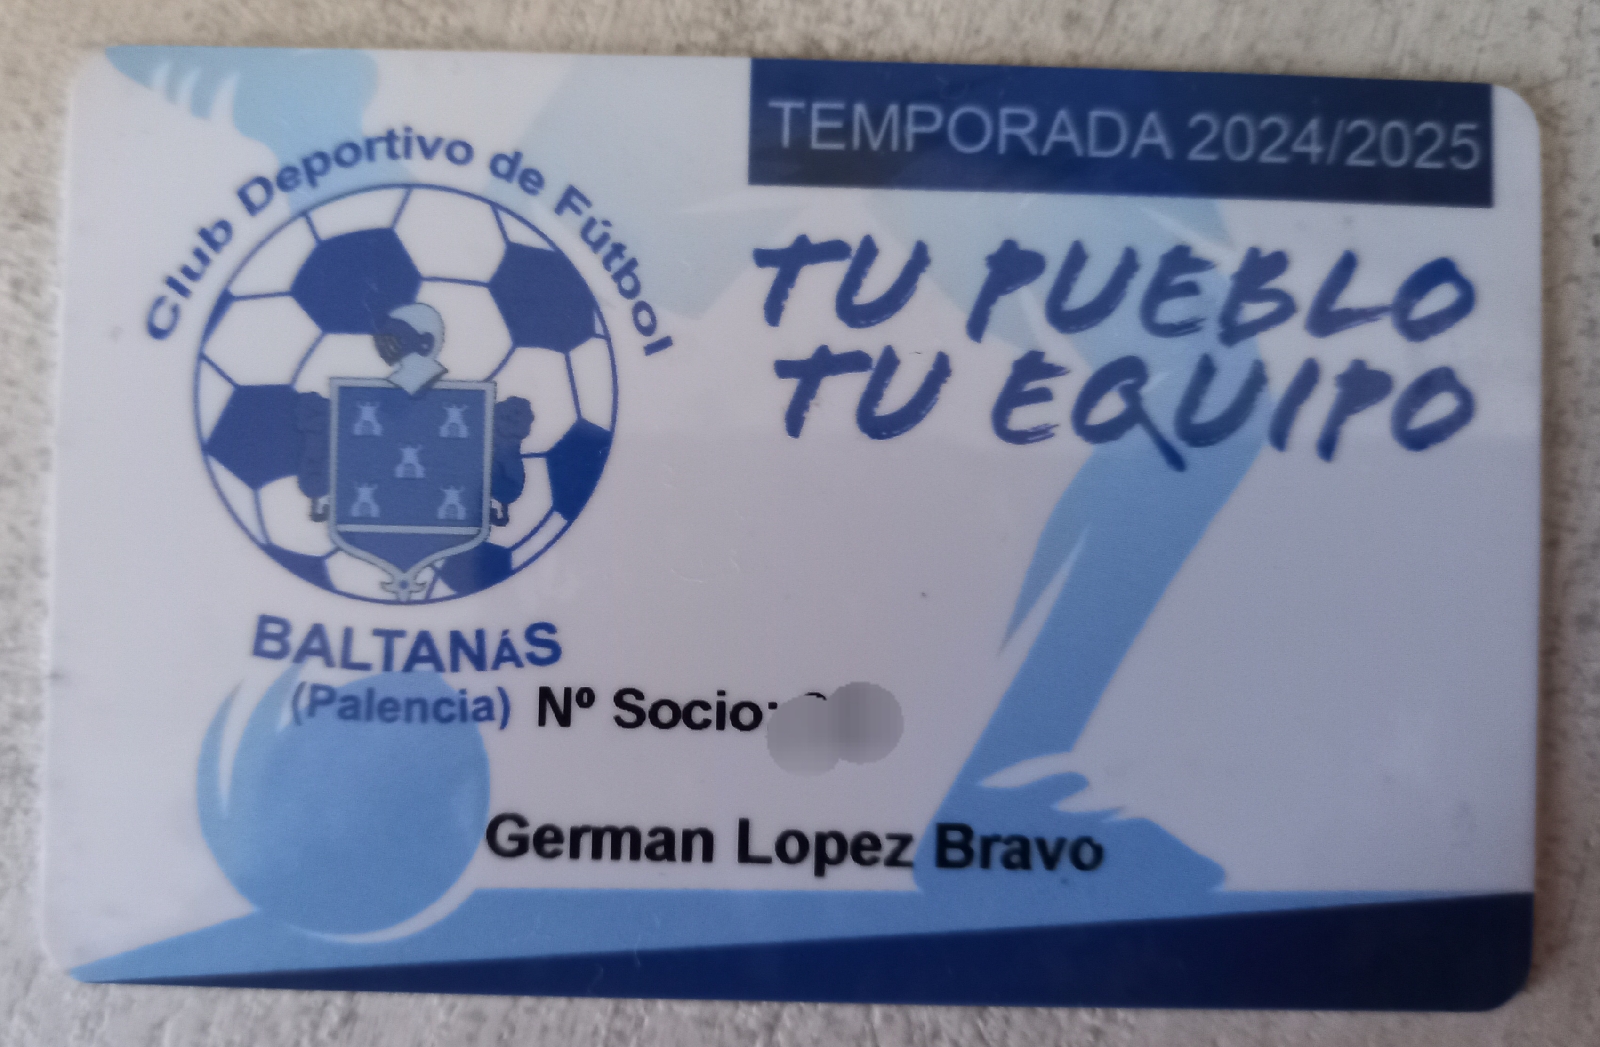 Club Deportivo de Fútbol
BALTANáS
(Palencia)
TEMPORADA 2024/2025
TU PUEBLO
TU EQUIPO
Nº Socio:
German Lopez Bravo